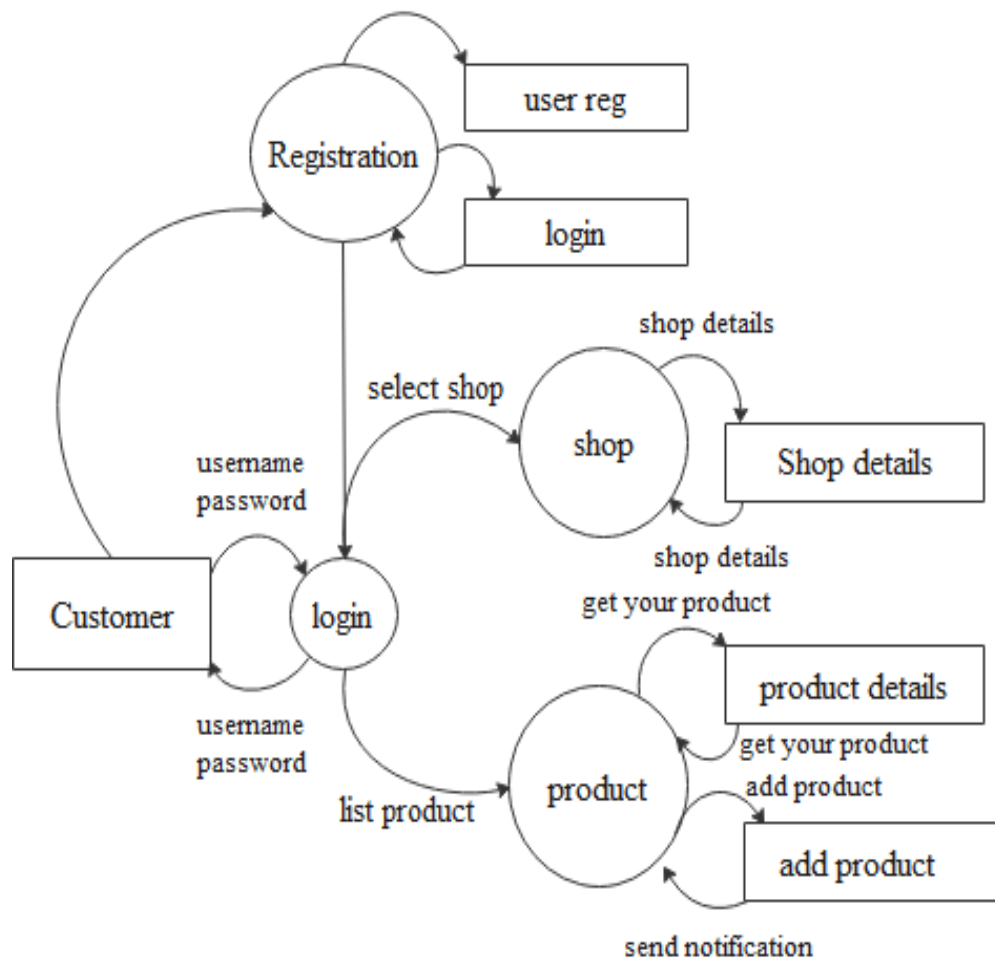 user reg
Registration
login
shop details
select shop
shop
Shop details
username
password
shop details
get your product
Customer
login
product details
username
password
get your product
add product
product
list product
add product
send notification